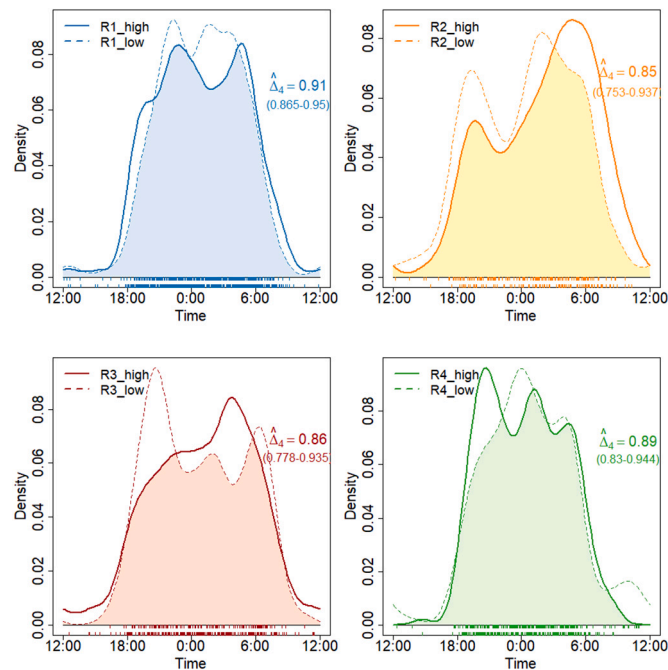 R1_high
R1_low
Δ̂₄ = 0.91
(0.865-0.95)
Density
0.00 0.02 0.04 0.06 0.08
12:00 18:00 0:00 6:00 12:00
Time
R2_high
R2_low
Δ̂₄ = 0.85
(0.753-0.937)
Density
0.00 0.02 0.04 0.06 0.08
12:00 18:00 0:00 6:00 12:00
Time
R3_high
R3_low
Δ̂₄ = 0.86
(0.778-0.935)
Density
0.00 0.02 0.04 0.06 0.08
12:00 18:00 0:00 6:00 12:00
Time
R4_high
R4_low
Δ̂₄ = 0.89
(0.83-0.944)
Density
0.00 0.02 0.04 0.06 0.08
12:00 18:00 0:00 6:00 12:00
Time